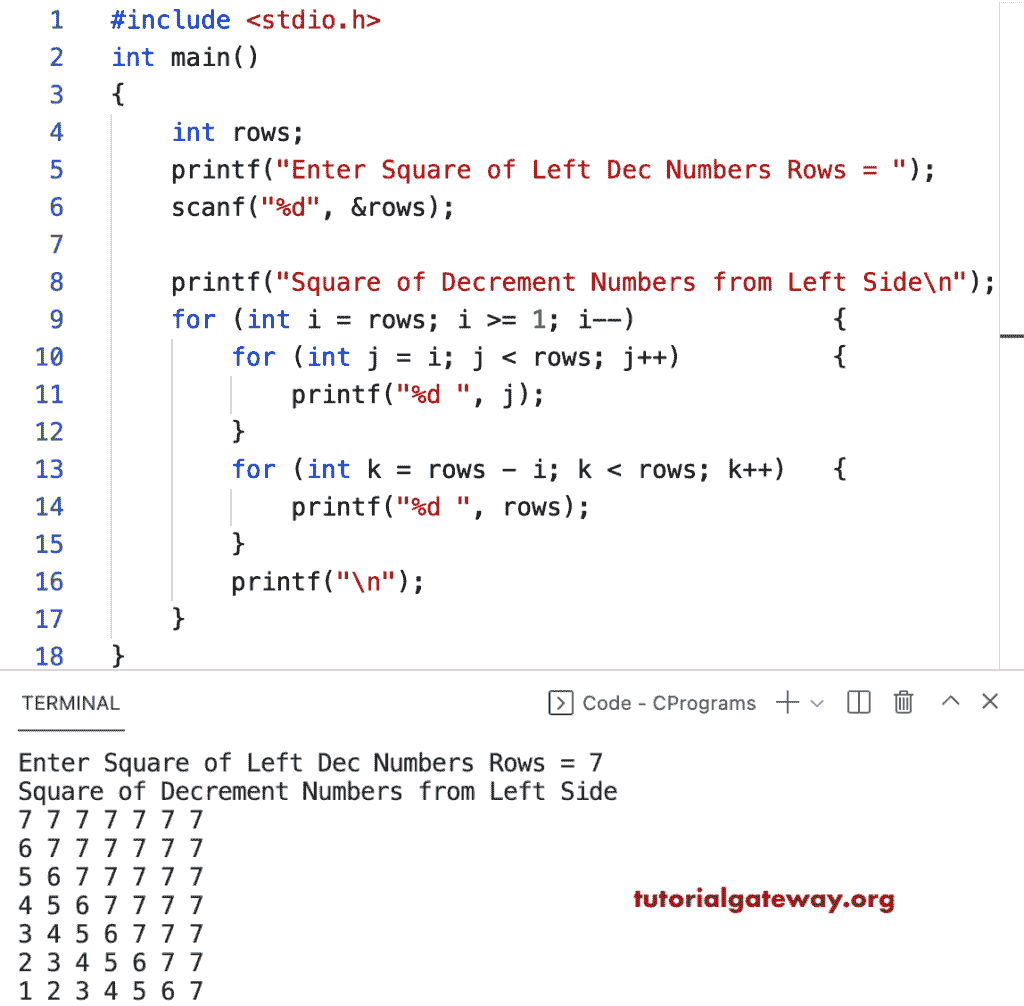 1 #include <stdio.h>
2 int main()
3 {
4 int rows;
5 printf("Enter Square of Left Dec Numbers Rows = ");
6 scanf("%d", &rows);
7
8 printf("Square of Decrement Numbers from Left Side\n");
9 for (int i = rows; i >= 1; i--) {
10 for (int j = i; j < rows; j++) {
11 printf("%d ", j);
12 }
13 for (int k = rows - i; k < rows; k++) {
14 printf("%d ", rows);
15 }
16 printf("\n");
17 }
18 }
TERMINAL Code - CPrograms
Enter Square of Left Dec Numbers Rows = 7
Square of Decrement Numbers from Left Side
7 7 7 7 7 7 7
6 7 7 7 7 7 7
5 6 7 7 7 7 7
4 5 6 7 7 7 7
3 4 5 6 7 7 7
2 3 4 5 6 7 7
1 2 3 4 5 6 7
tutorialgateway.org